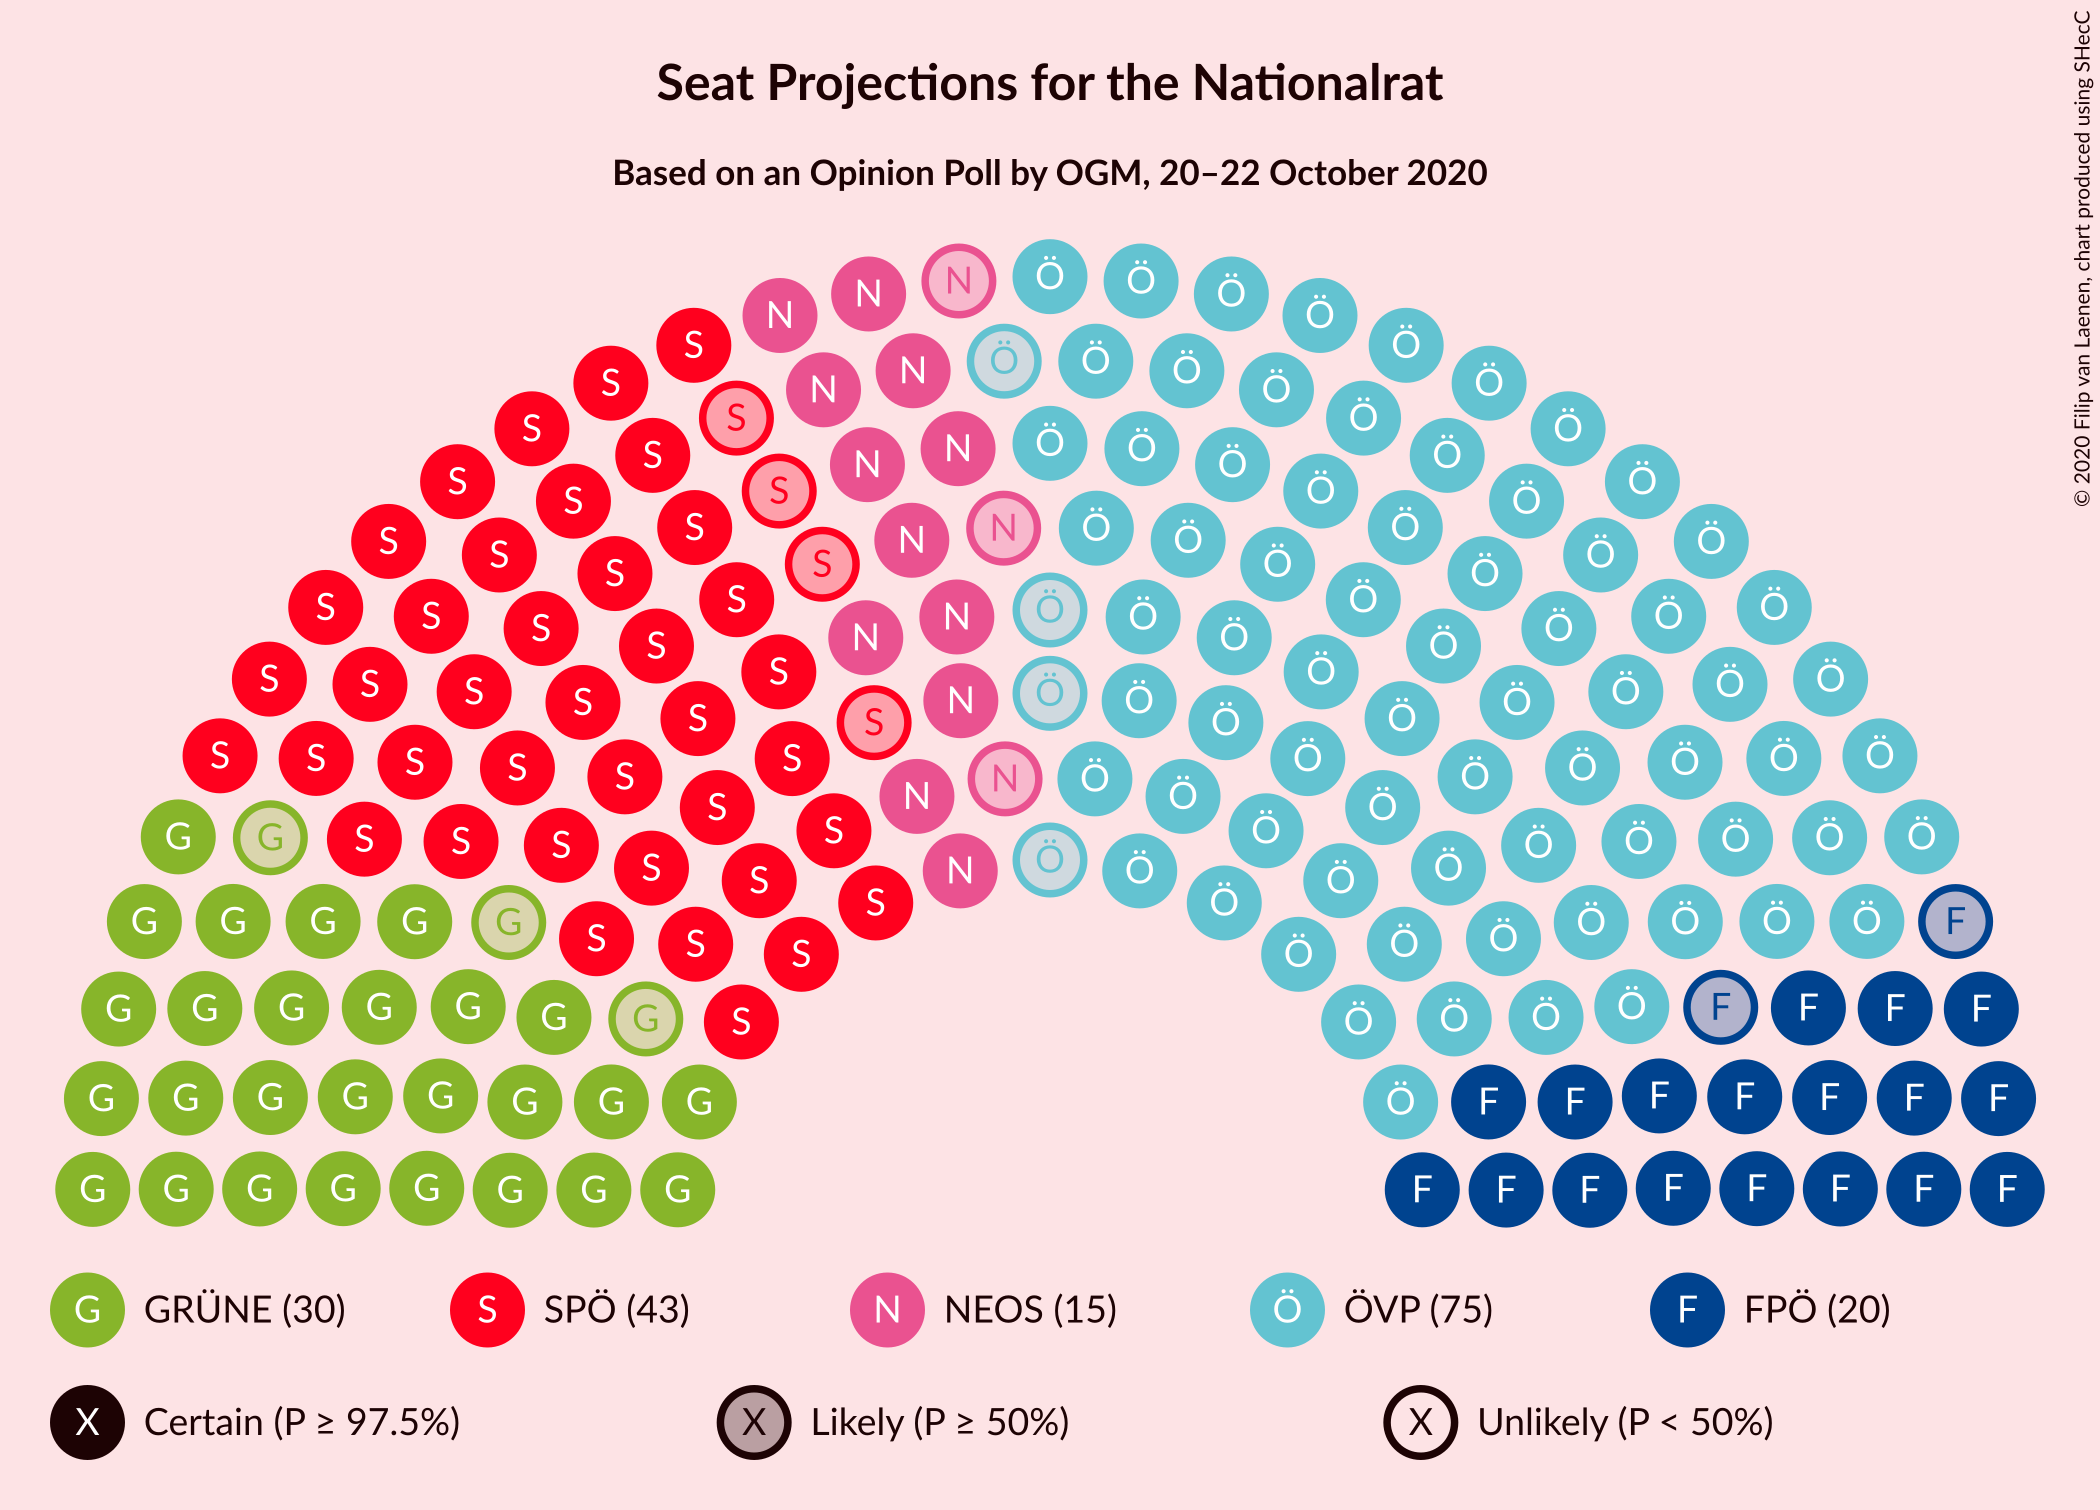 Seat Projections for the Nationalrat
Based on an Opinion Poll by OGM, 20–22 October 2020
© 2020 Filip van Laenen, chart produced using SHecC
N N N Ö Ö Ö Ö
S S N N Ö Ö Ö Ö Ö Ö
S S S N N Ö Ö Ö Ö Ö Ö
S S S S N N Ö Ö Ö Ö Ö Ö
S S S S Ö Ö Ö Ö
S S S S S N N Ö Ö Ö Ö Ö Ö Ö Ö
S S S S S S S N Ö Ö Ö Ö Ö Ö Ö Ö Ö
S S S S S S S N N Ö Ö Ö Ö Ö Ö Ö Ö Ö
G G S S S S S S N Ö Ö Ö Ö Ö Ö Ö Ö Ö Ö
G G G G G S S S S Ö Ö Ö Ö Ö Ö Ö Ö F
G G G G G G G S Ö Ö Ö Ö F F F F
G G G G G G G G Ö F F F F F F F
G G G G G G G G F F F F F F F F
G GRÜNE (30) S SPÖ (43) N NEOS (15) Ö ÖVP (75) F FPÖ (20)
X Certain (P ≥ 97.5%) X Likely (P ≥ 50%) X Unlikely (P < 50%)